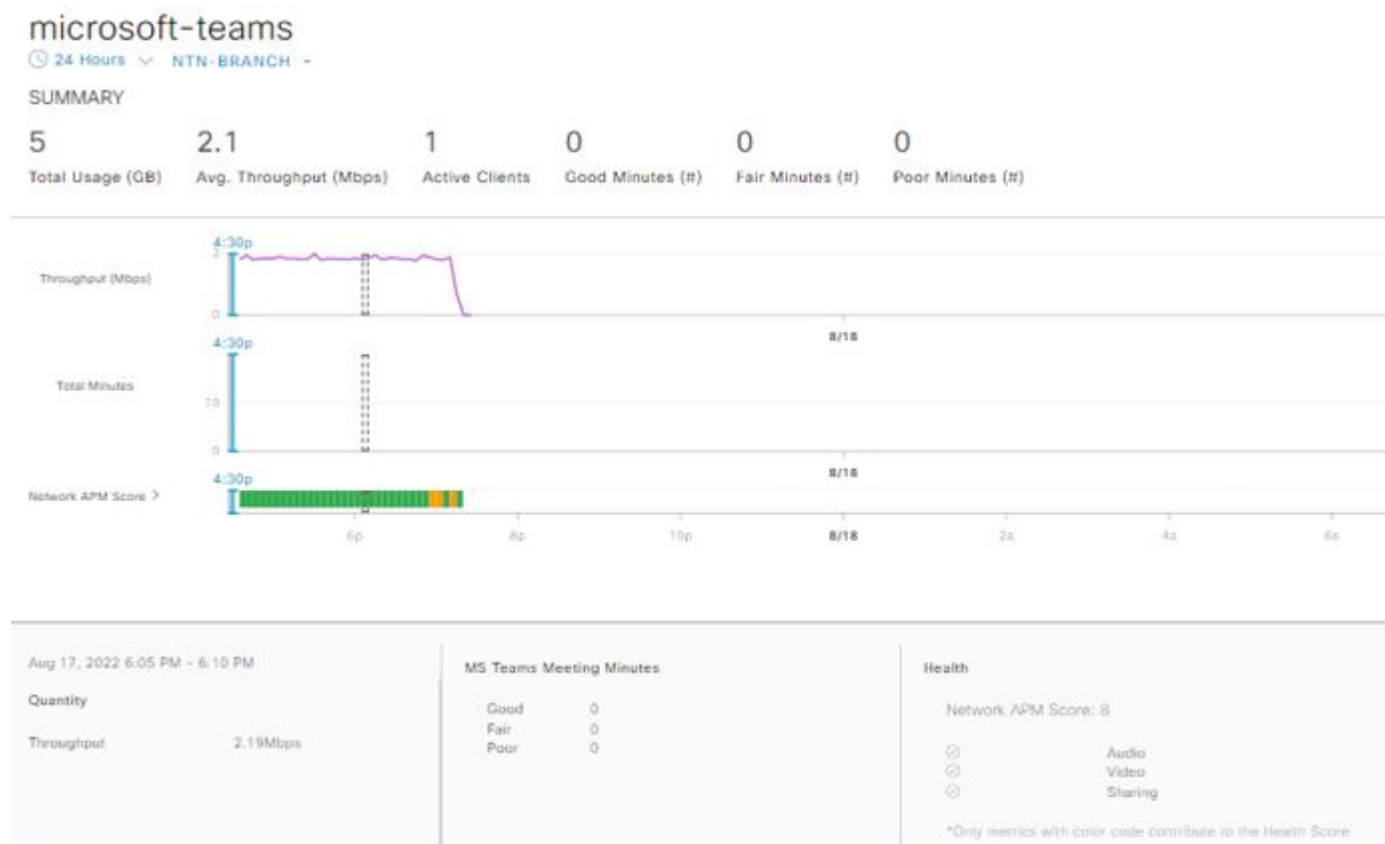 microsoft-teams
24 Hours NTN-BRANCH
SUMMARY
5 2.1 1 0 0 0
Total Usage (GB) Avg. Throughput (Mbps) Active Clients Good Minutes (#) Fair Minutes (#) Poor Minutes (#)
4:30p
2
Throughput (Mbps)
0
8/18
4:30p
Total Minutes
10
0
8/18
4:30p
Network APM Score >
6p 8p 10p 8/18 2a 4a 6a
Aug 17, 2022 6:05 PM - 6:10 PM
Quantity
Throughput 2.19Mbps
MS Teams Meeting Minutes
Good 0
Fair 0
Poor 0
Health
Network APM Score: 8
Audio
Video
Sharing
*Only metrics with color code contribute to the Health Score